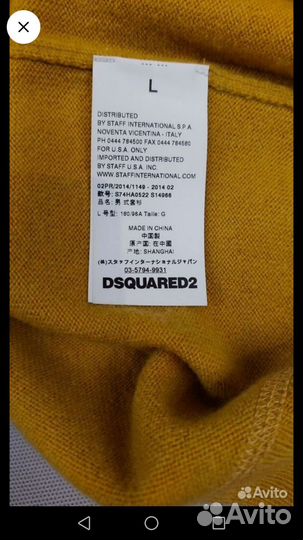 L
DISTRIBUTED
BY STAFF INTERNATIONAL S.P.A.
NOVENTA VICENTINA - ITALY
PH 0444 784500 FAX 0444 784580
FOR U.S.A. ONLY
IMPORTED AND DISTRIBUTED
BY STAFF U.S.A. INC.
WWW.STAFFINTERNATIONAL.COM
02PR/2014/1149 - 2014 02
款号: S74HA0522 S14966
品名: 男 式套衫
L 号型: 180/96A Taille: G
MADE IN CHINA
中国製
原产国: 在中國
产地: SHANGHAI
(株)スタッフインターナショナルジャパン
03-5794-9931
DSQUARED2
Avito
Avito